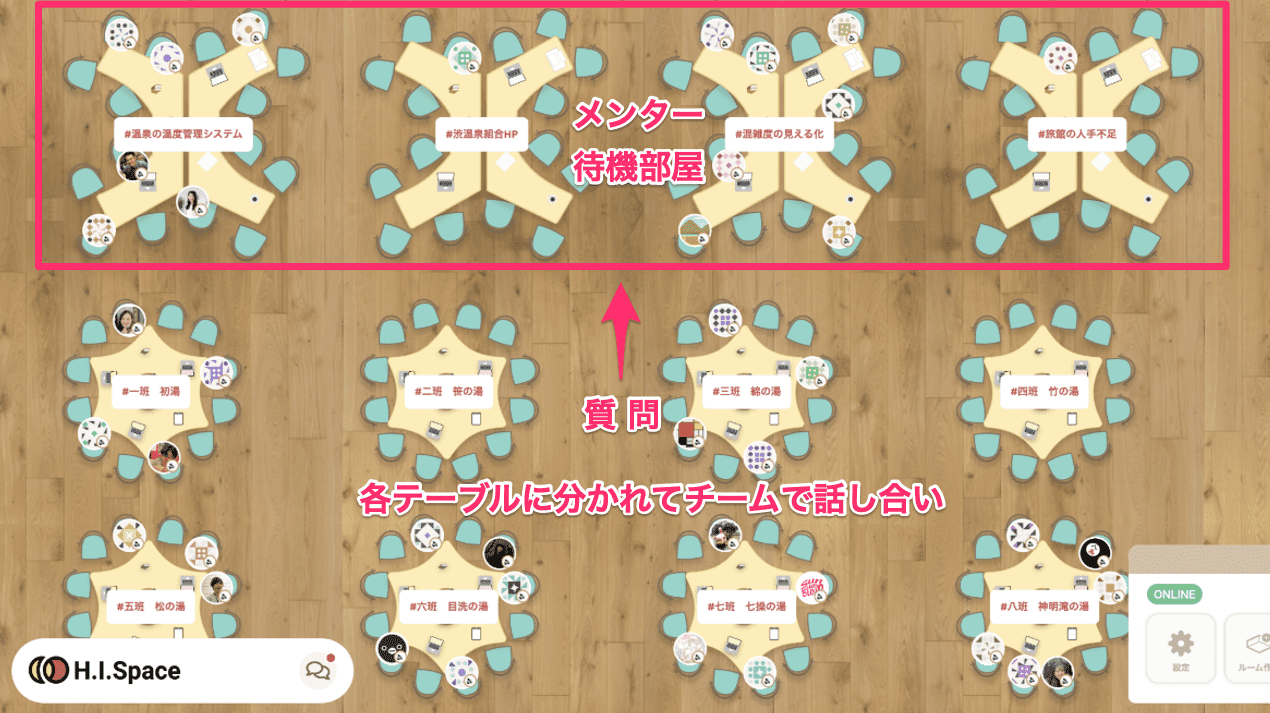 #温泉の温度管理システム
#渋温泉組合HP
メンター
待機部屋
#混雑度の見える化
#旅館の人手不足
#一班 初湯
#二班 笹の湯
#三班 綿の湯
#四班 竹の湯
質問
各テーブルに分かれてチームで話し合い
#五班 松の湯
#六班 目洗の湯
#七班 七操の湯
#八班 神明滝の湯
ONLINE
設定
ルーム作
H.I.Space